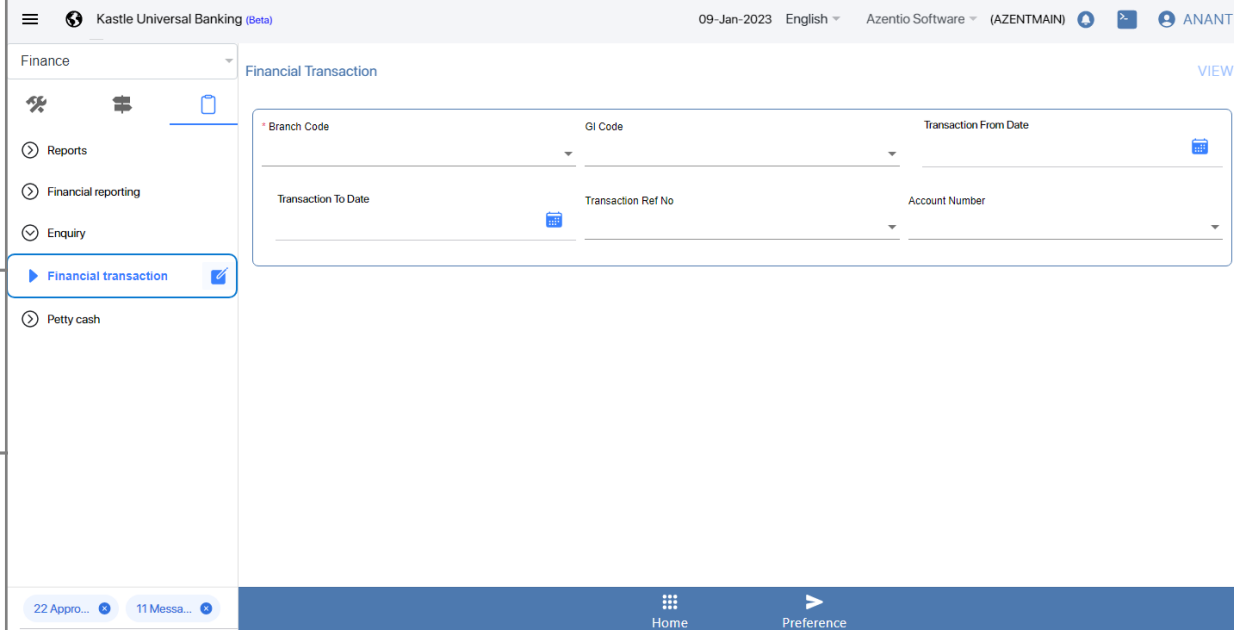 Kastle Universal Banking (Beta)
09-Jan-2023 English Azentio Software (AZENTMAIN) ANANT
Finance
Reports
Financial reporting
Enquiry
Financial transaction
Petty cash
22 Appro...
11 Messa...
Financial Transaction
VIEW
* Branch Code
Gl Code
Transaction From Date
Transaction To Date
Transaction Ref No
Account Number
Home
Preference